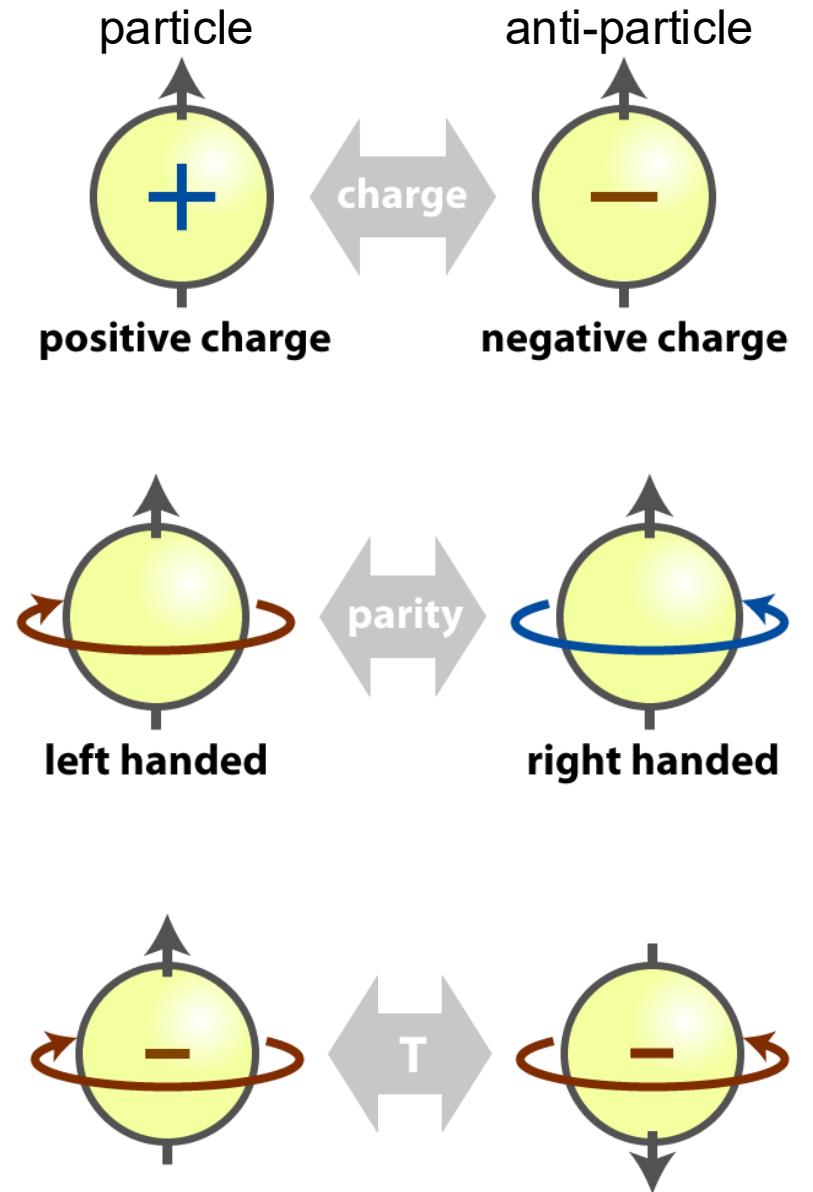 particle anti-particle
+ charge −
positive charge negative charge
parity
left handed right handed
− T −